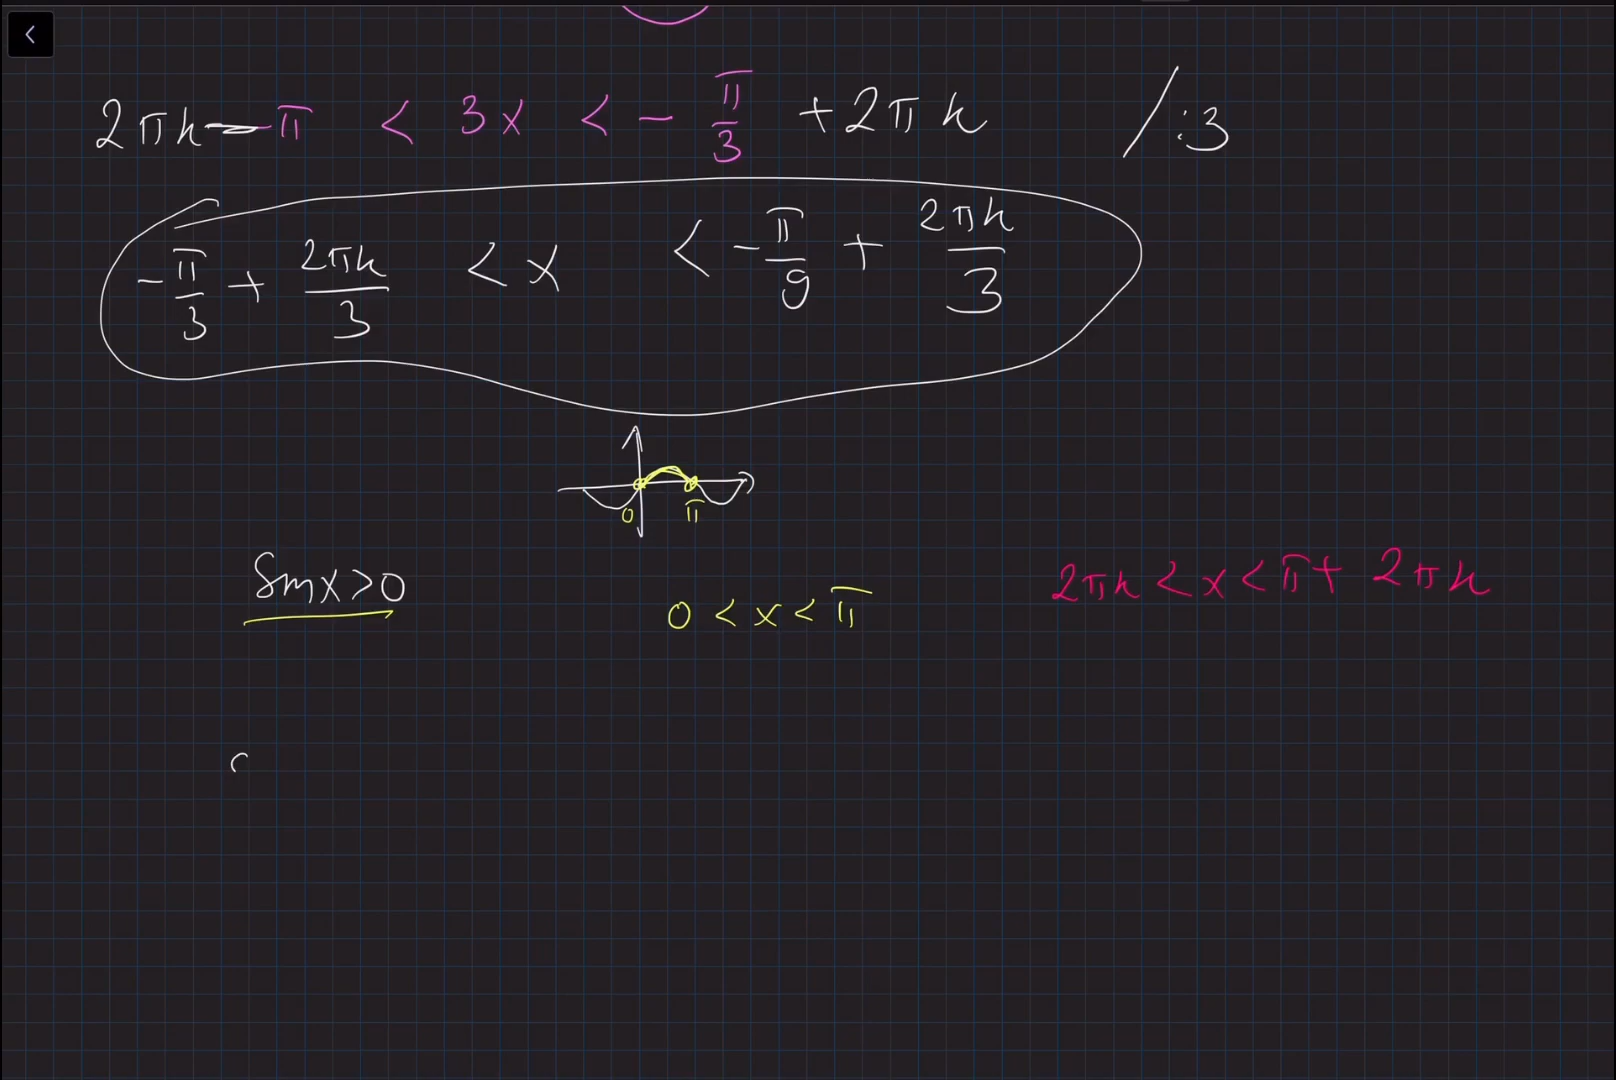 2πk-π < 3x < - π/3 + 2πk /:3
-π/3 + 2πk/3 < x < -π/9 + 2πk/3
0 π
Sinx>0 0 < x < π 2πk < x < π + 2πk